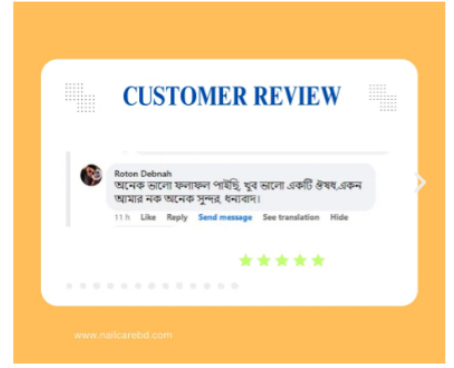 CUSTOMER REVIEW
Roton Debnah
অনেক ভালো ফলাফল পাইছি, খুব ভালো একটি ঔষধ,একন
আমার নক অনেক সুন্দর, ধন্যবাদ।
11 h Like Reply Send message See translation Hide
www.nailcarebd.com